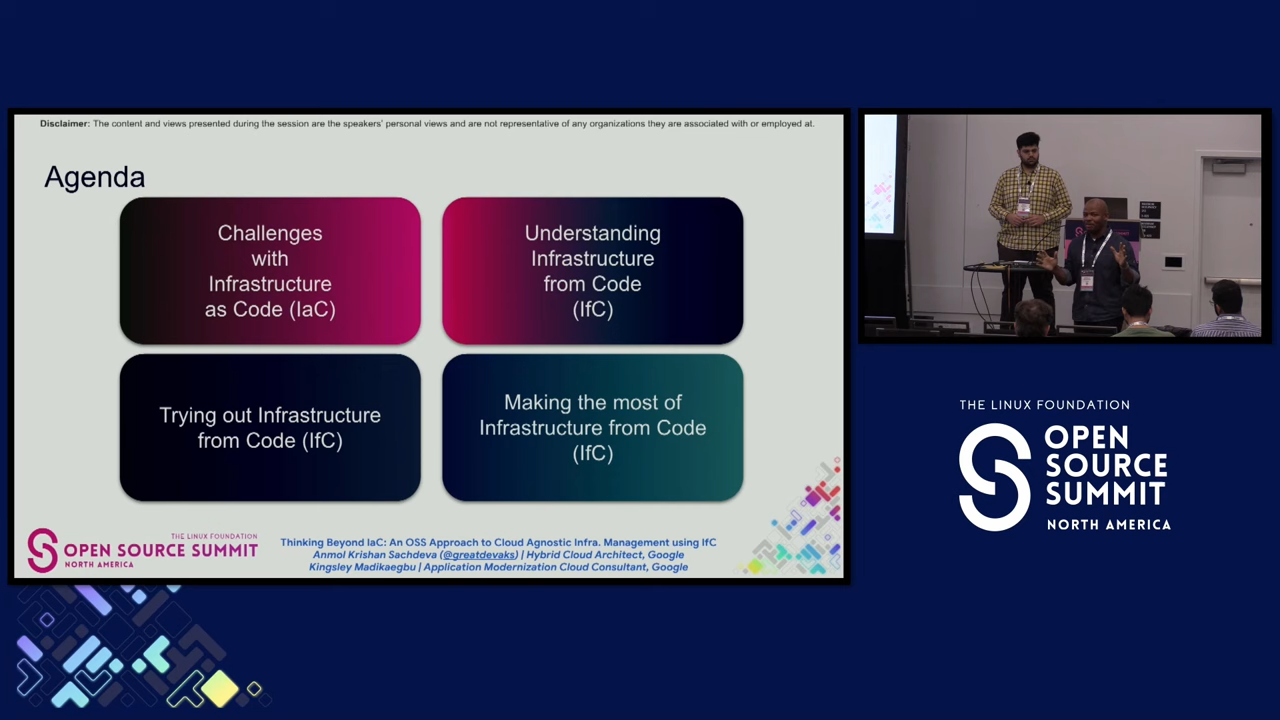 Disclaimer: The content and views presented during the session are the speakers' personal views and are not representative of any organizations they are associated with or employed at.
Agenda
Challenges
with
Infrastructure
as Code (IaC)
Understanding
Infrastructure
from Code
(IfC)
Trying out Infrastructure
from Code (IfC)
Making the most of
Infrastructure from Code
(IfC)
THE LINUX FOUNDATION
OPEN SOURCE SUMMIT
NORTH AMERICA
Thinking Beyond IaC: An OSS Approach to Cloud Agnostic Infra. Management using IfC
Anmol Krishan Sachdeva (@greatdevaks) | Hybrid Cloud Architect, Google
Kingsley Madikaegbu | Application Modernization Cloud Consultant, Google
THE LINUX FOUNDATION
OPEN
SOURCE
SUMMIT
NORTH AMERICA